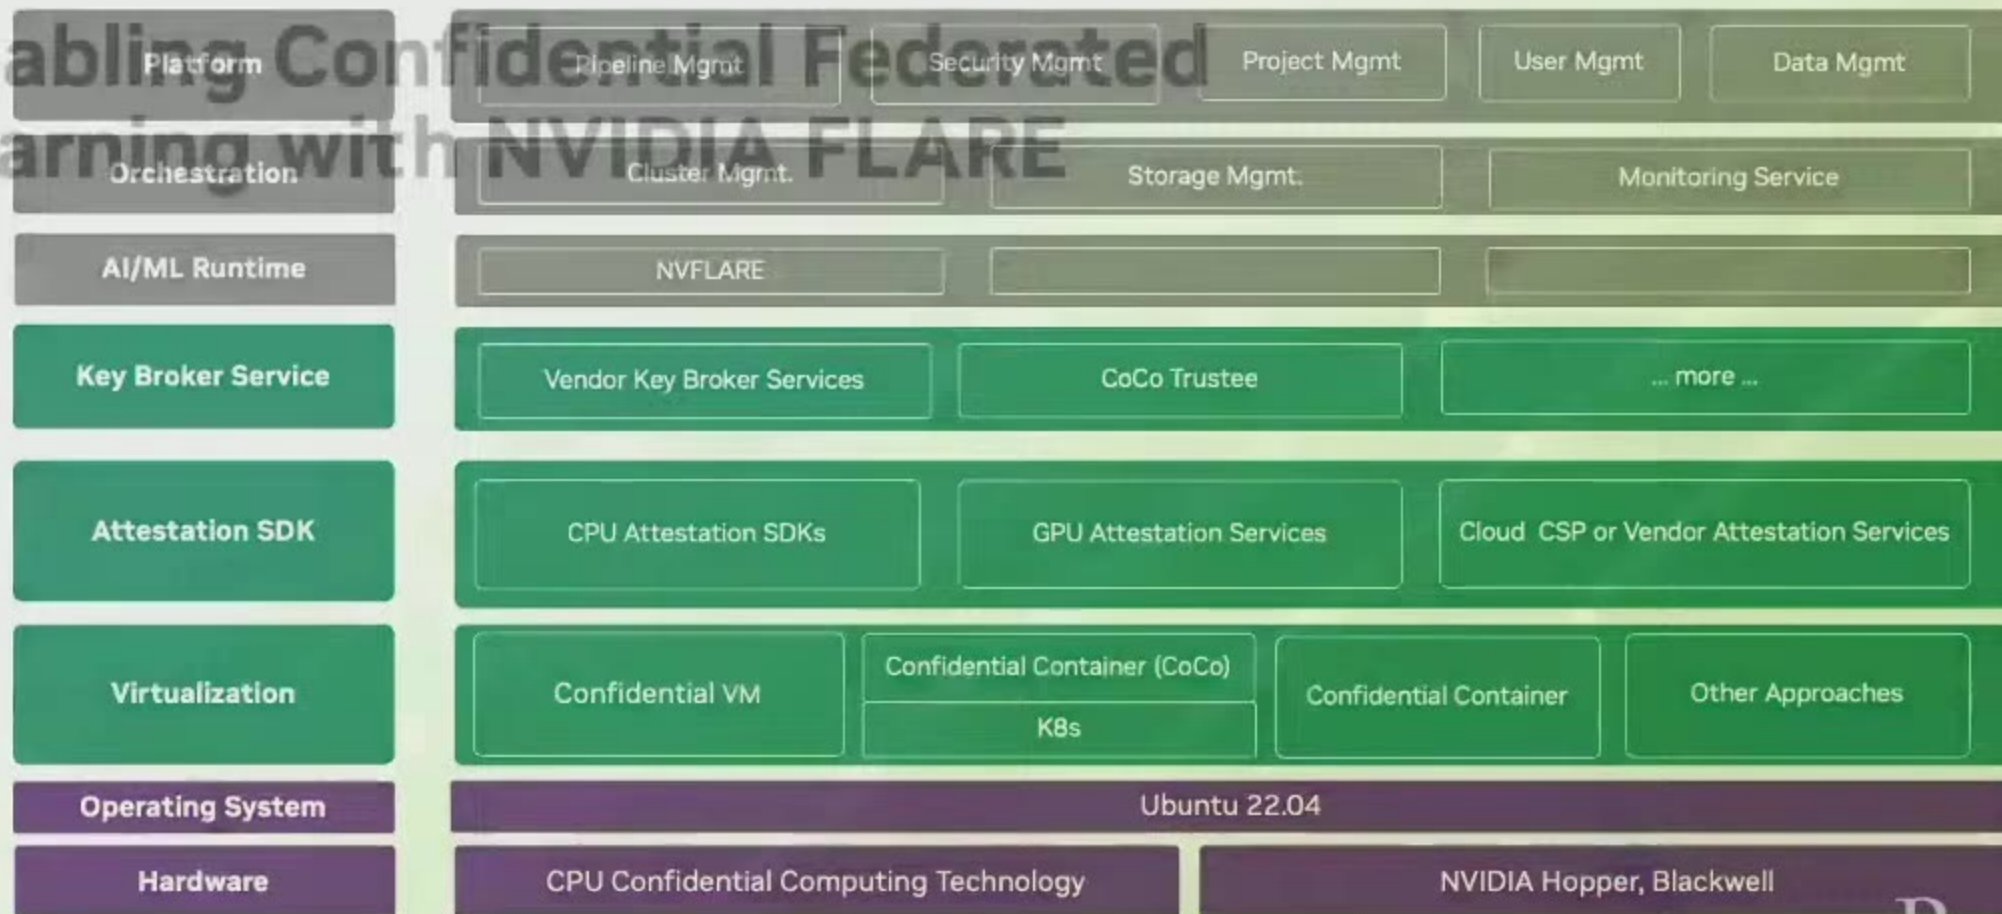 abling Confidential Federated
arning with NVIDIA FLARE
Platform
Pipeline Mgmt
Security Mgmt
Project Mgmt
User Mgmt
Data Mgmt
Orchestration
Cluster Mgmt.
Storage Mgmt.
Monitoring Service
AI/ML Runtime
NVFLARE
Key Broker Service
Vendor Key Broker Services
CoCo Trustee
... more ...
Attestation SDK
CPU Attestation SDKs
GPU Attestation Services
Cloud CSP or Vendor Attestation Services
Virtualization
Confidential VM
Confidential Container (CoCo)
K8s
Confidential Container
Other Approaches
Operating System
Ubuntu 22.04
Hardware
CPU Confidential Computing Technology
NVIDIA Hopper, Blackwell